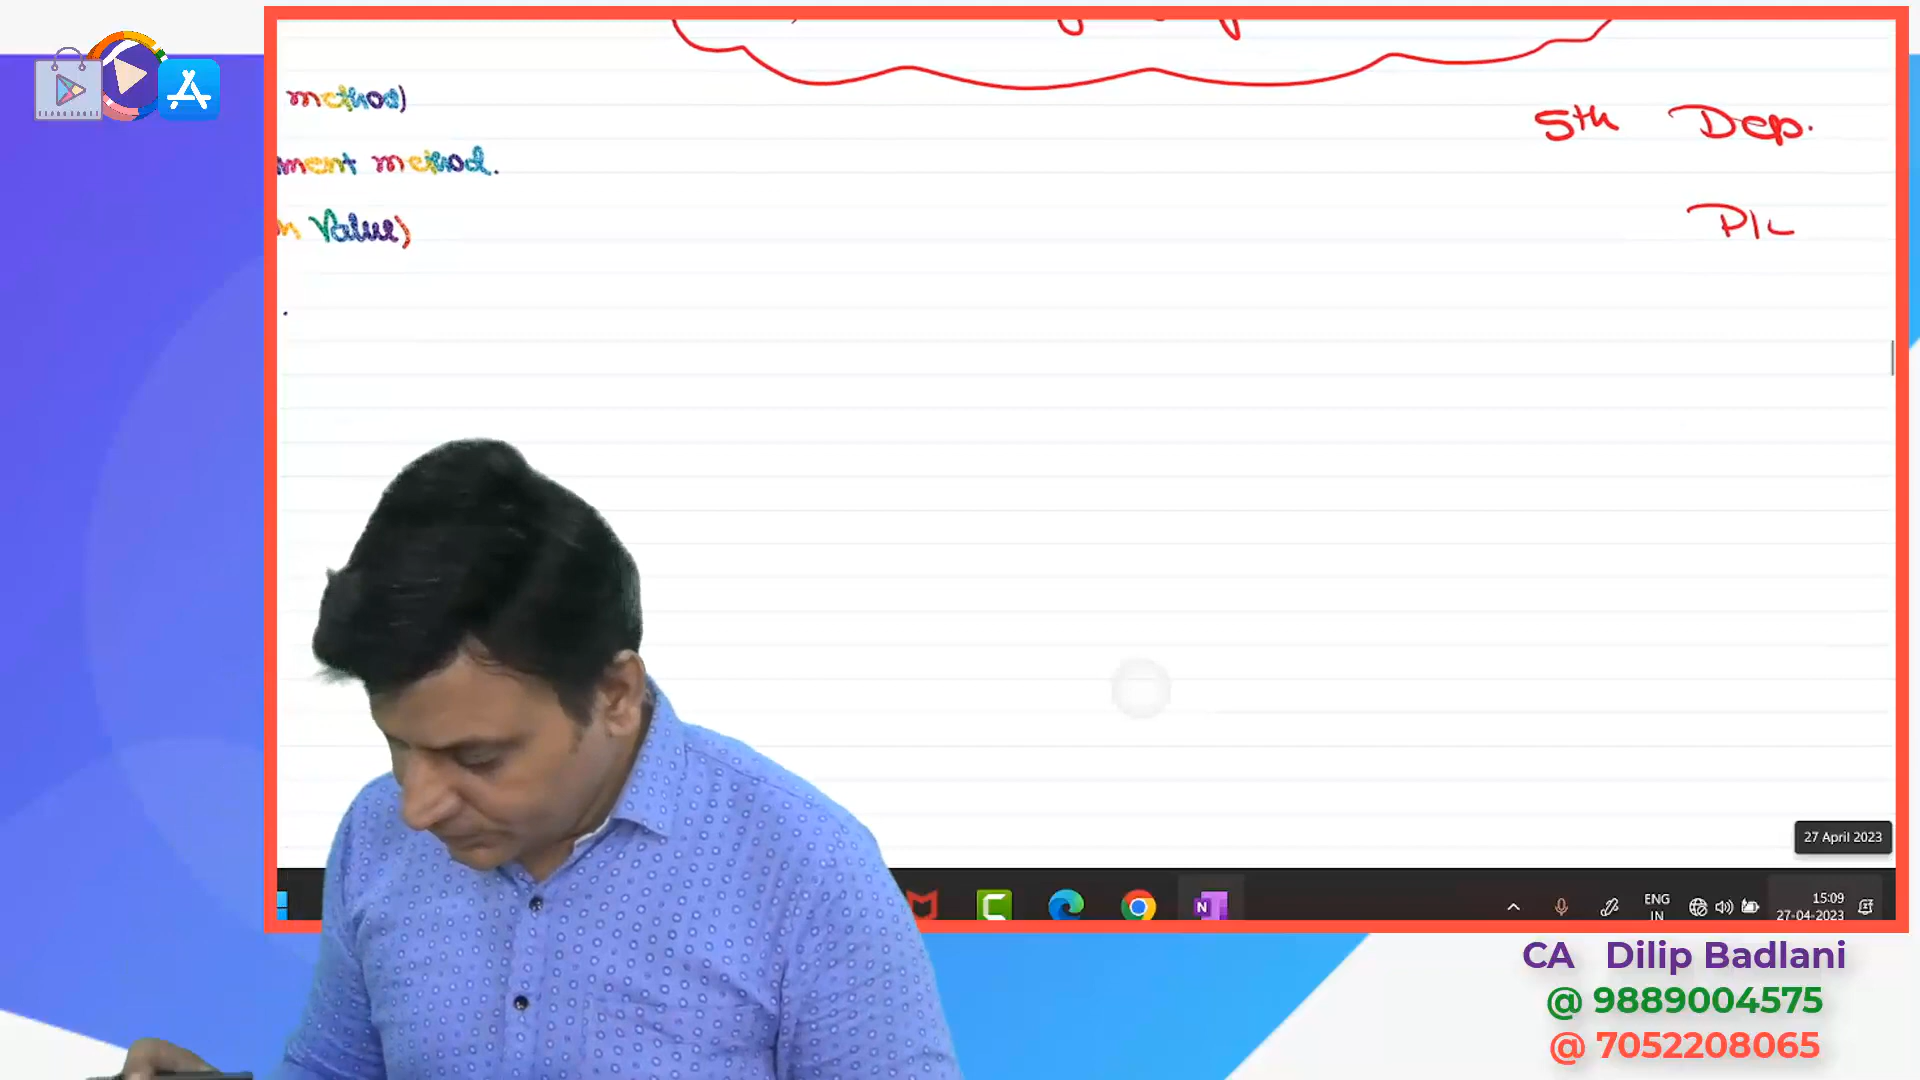 method)
ment method.
n Value)
5th Dep.
P/L
27 April 2023
ENG
IN
15:09
27-04-2023
CA Dilip Badlani
@ 9889004575
@ 7052208065